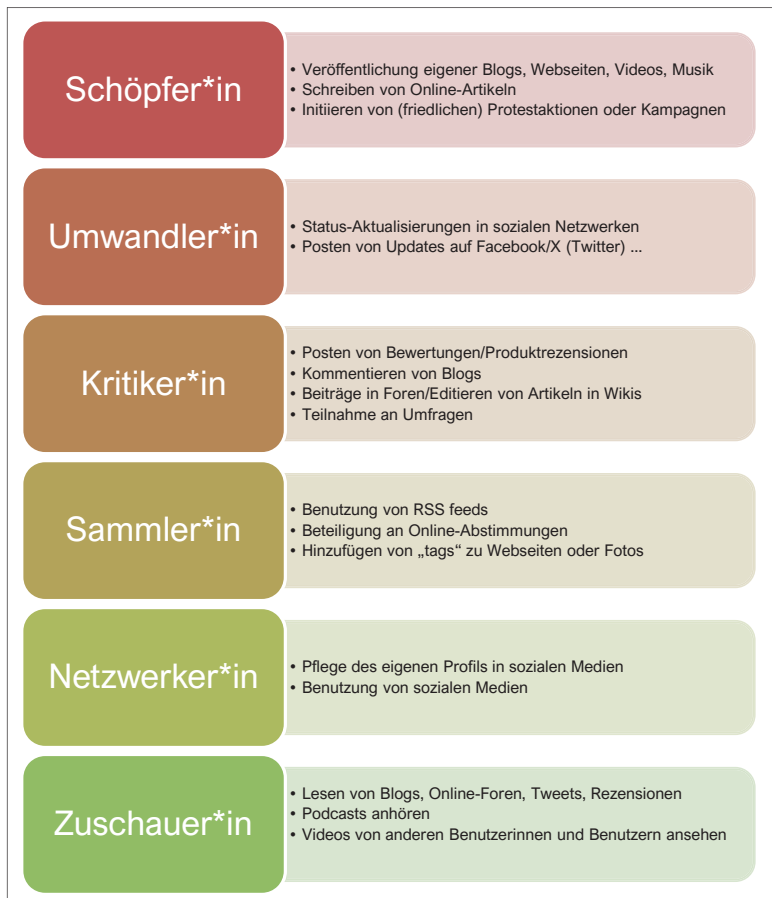 Schöpfer*in
• Veröffentlichung eigener Blogs, Webseiten, Videos, Musik
• Schreiben von Online-Artikeln
• Initiieren von (friedlichen) Protestaktionen oder Kampagnen
Umwandler*in
• Status-Aktualisierungen in sozialen Netzwerken
• Posten von Updates auf Facebook/X (Twitter) ...
Kritiker*in
• Posten von Bewertungen/Produktrezensionen
• Kommentieren von Blogs
• Beiträge in Foren/Editieren von Artikeln in Wikis
• Teilnahme an Umfragen
Sammler*in
• Benutzung von RSS feeds
• Beteiligung an Online-Abstimmungen
• Hinzufügen von „tags“ zu Webseiten oder Fotos
Netzwerker*in
• Pflege des eigenen Profils in sozialen Medien
• Benutzung von sozialen Medien
Zuschauer*in
• Lesen von Blogs, Online-Foren, Tweets, Rezensionen
• Podcasts anhören
• Videos von anderen Benutzerinnen und Benutzern ansehen